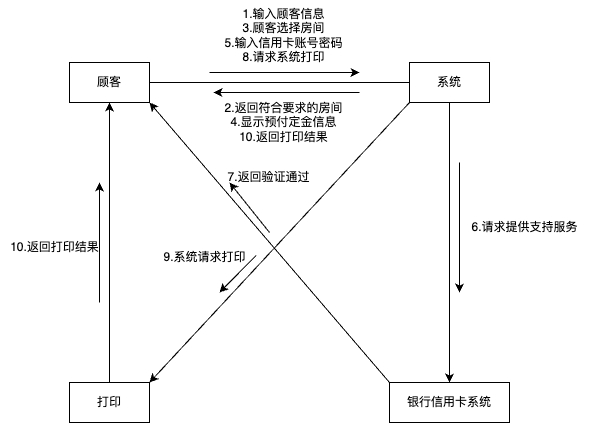 1.输入顾客信息
3.顾客选择房间
5.输入信用卡账号密码
8.请求系统打印
顾客
系统
2.返回符合要求的房间
4.显示预付定金信息
10.返回打印结果
7.返回验证通过
6.请求提供支持服务
10.返回打印结果
9.系统请求打印
打印
银行信用卡系统